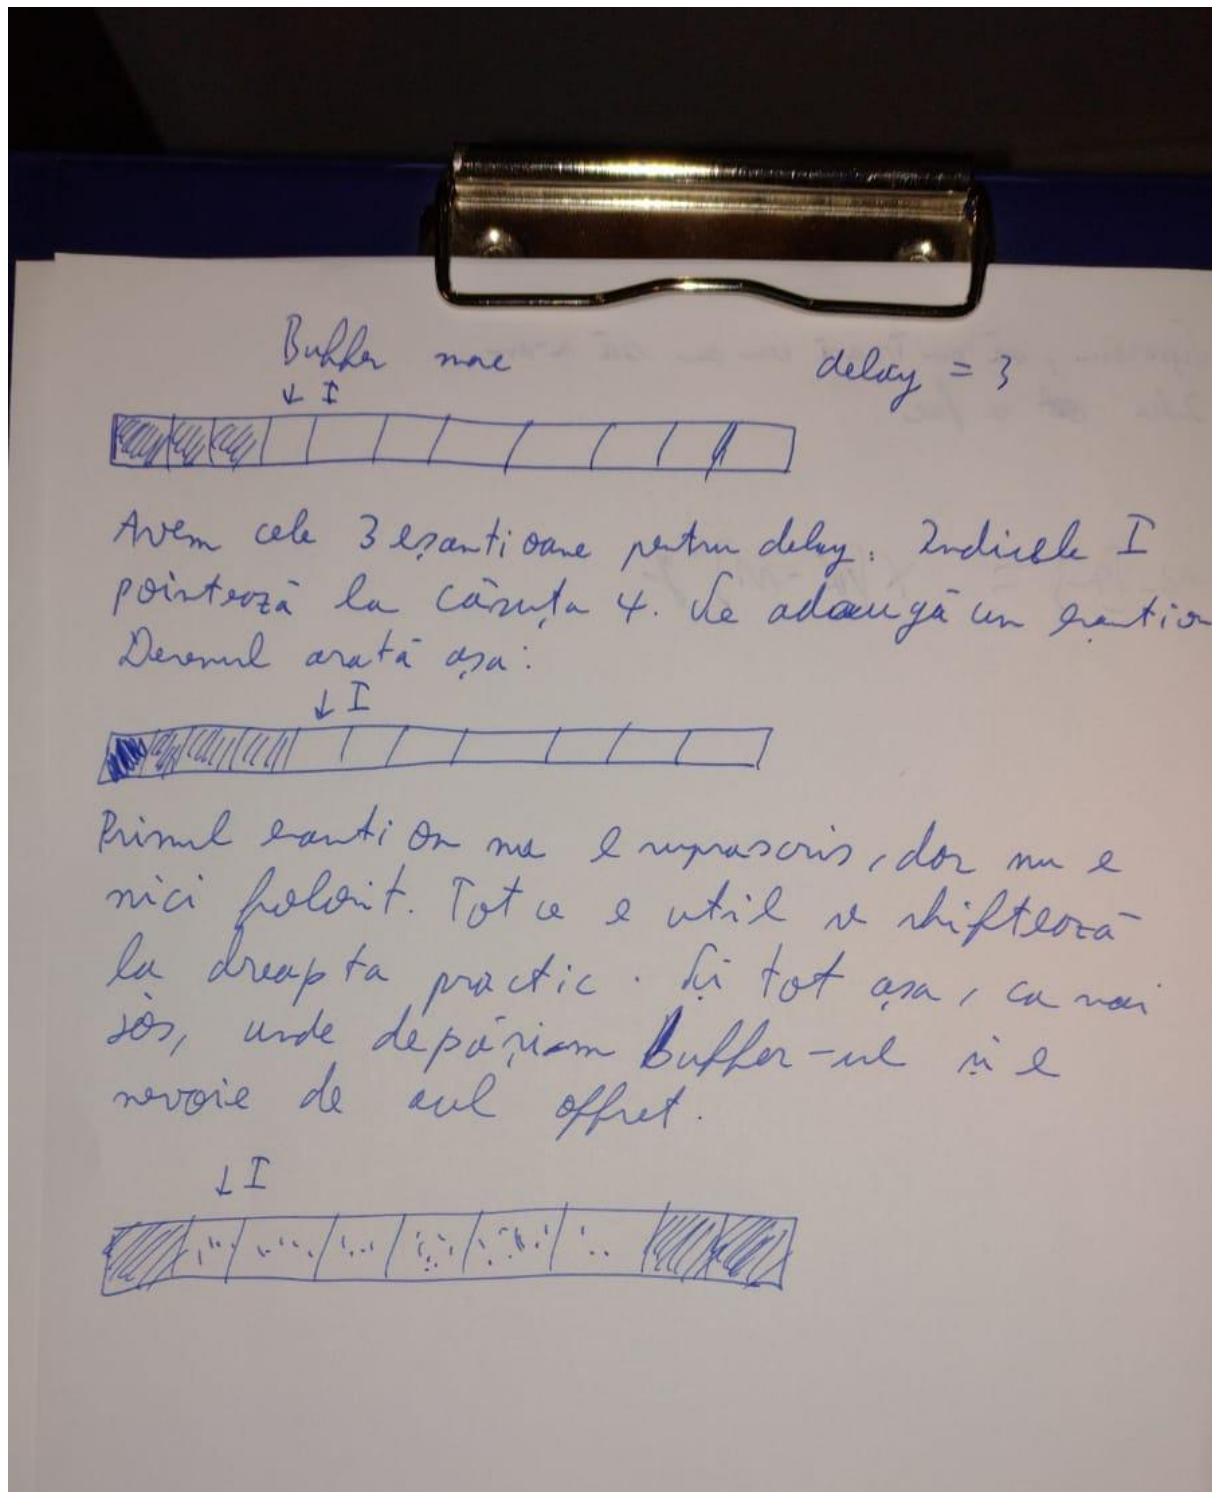 Buffer mare
delay = 3
↓ I
Avem cele 3 eșantioane pentru delay. Indicele I
pointează la căsuța 4. Se adaugă un eșantion
Desenul arată așa:
↓ I
Primul eșantion nu e suprascris, dar nu e
nici folosit. Tot ce e util se shiftează
la dreapta practic. Și tot așa, ca mai
jos, unde depășim buffer-ul și e
nevoie de acel offset.
↓ I